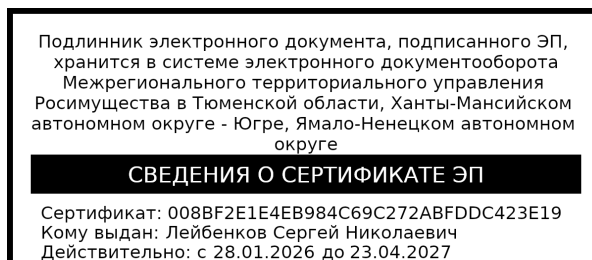 Подлинник электронного документа, подписанного ЭП,
хранится в системе электронного документооборота
Межрегионального территориального управления
Росимущества в Тюменской области, Ханты-Мансийском
автономном округе - Югре, Ямало-Ненецком автономном
округе
СВЕДЕНИЯ О СЕРТИФИКАТЕ ЭП
Сертификат: 008BF2E1E4EB984C69C272ABFDDC423E19
Кому выдан: Лейбенков Сергей Николаевич
Действительно: с 28.01.2026 до 23.04.2027